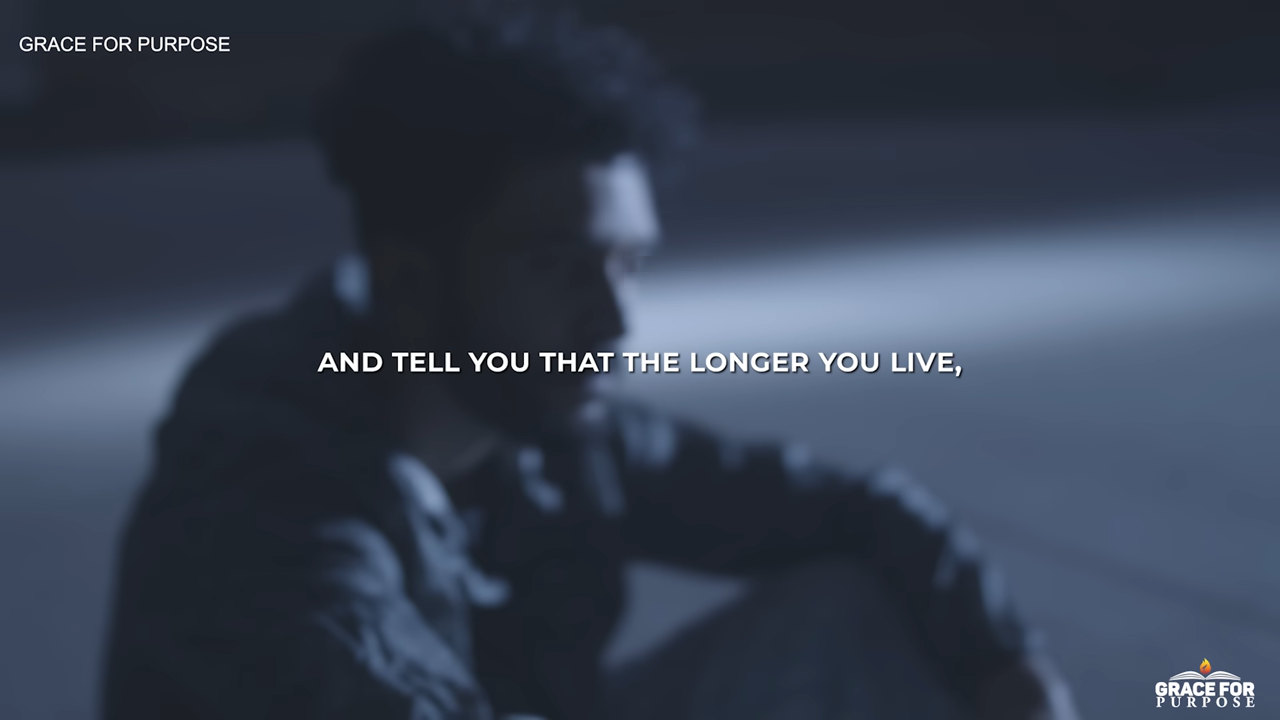 GRACE FOR PURPOSE
AND TELL YOU THAT THE LONGER YOU LIVE,
GRACE FOR
PURPOSE